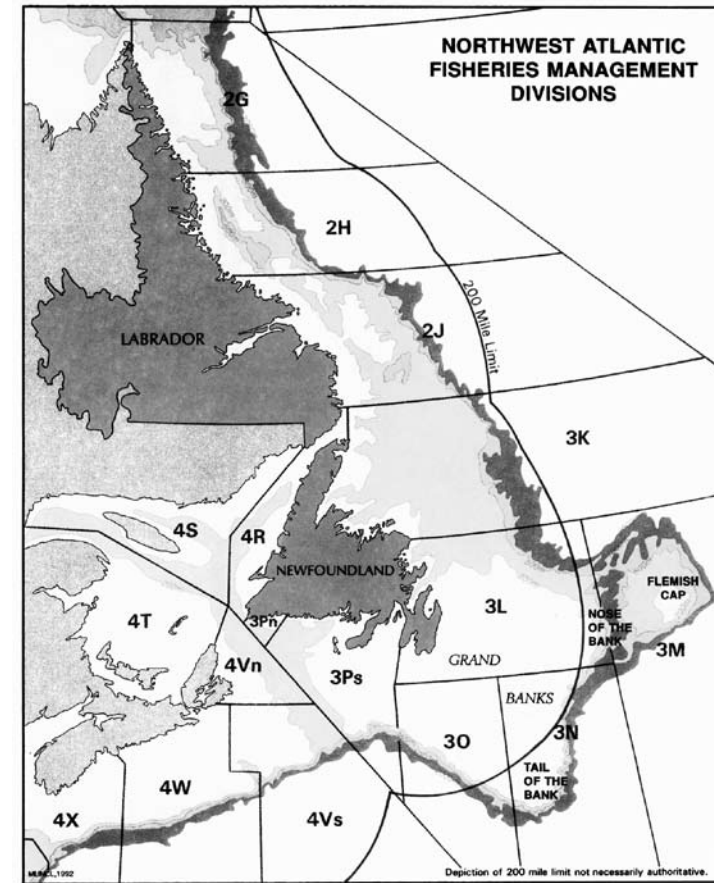 NORTHWEST ATLANTIC
FISHERIES MANAGEMENT
DIVISIONS
2G
2H
200 Mile Limit
2J
LABRADOR
3K
4S
4R
NEWFOUNDLAND
FLEMISH
CAP
3L
NOSE
OF THE
BANK
4T
3Pn
3M
4Vn
3Ps
GRAND
BANKS
3O
3N
TAIL
OF THE
BANK
4W
4X
4Vs
Depiction of 200 mile limit not necessarily authoritative.